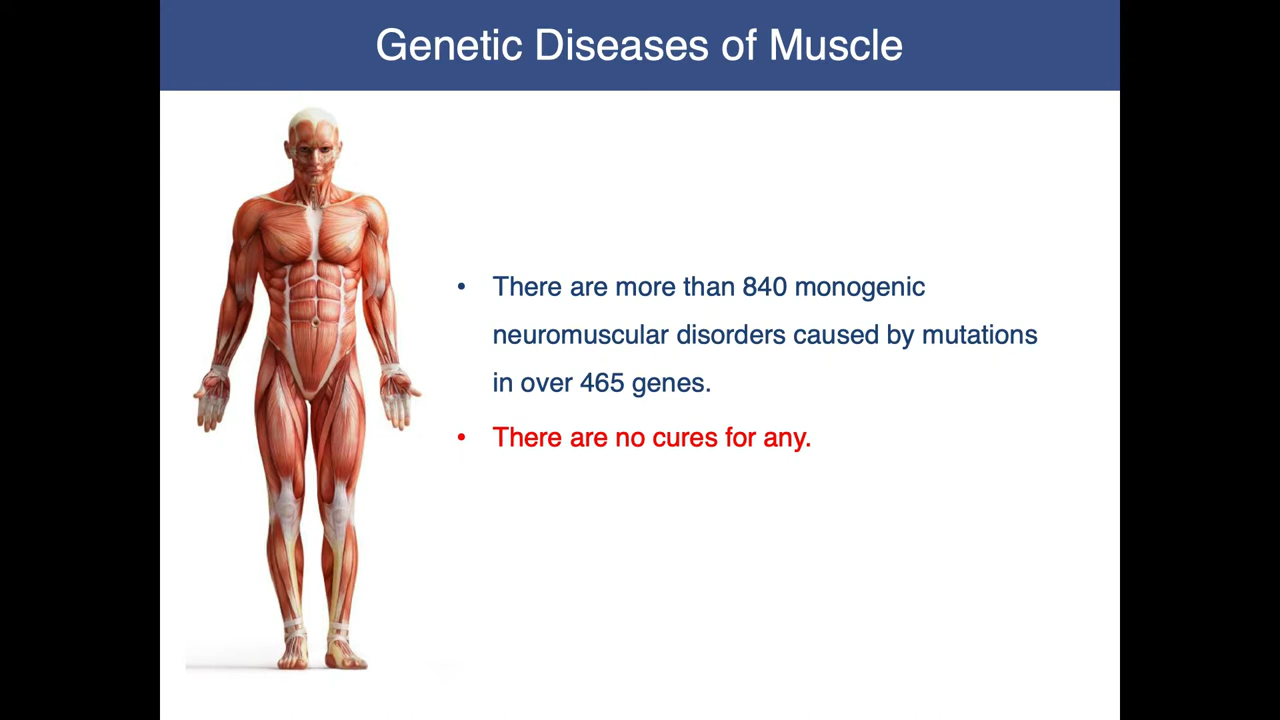 Genetic Diseases of Muscle
• There are more than 840 monogenic
neuromuscular disorders caused by mutations
in over 465 genes.
• There are no cures for any.